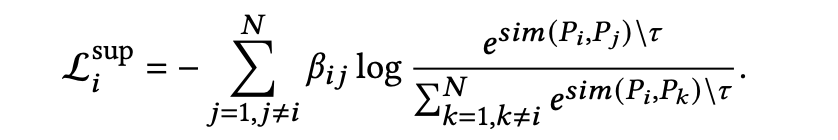 $\mathcal{L}_i^{\text{sup}} = - \sum_{j=1, j \neq i}^{N} \beta_{ij} \log \frac{e^{sim(P_i, P_j) \backslash \tau}}{\sum_{k=1, k \neq i}^{N} e^{sim(P_i, P_k) \backslash \tau}}.$